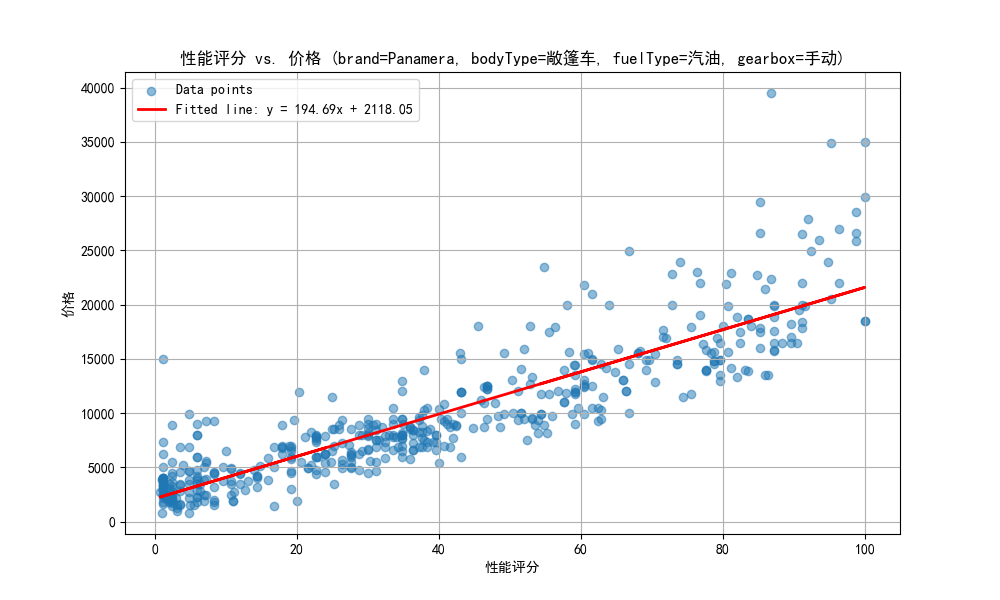 性能评分 vs. 价格 (brand=Panamera, bodyType=敞篷车, fuelType=汽油, gearbox=手动)
Data points
Fitted line: y = 194.69x + 2118.05
价格
40000
35000
30000
25000
20000
15000
10000
5000
0
0 20 40 60 80 100
性能评分